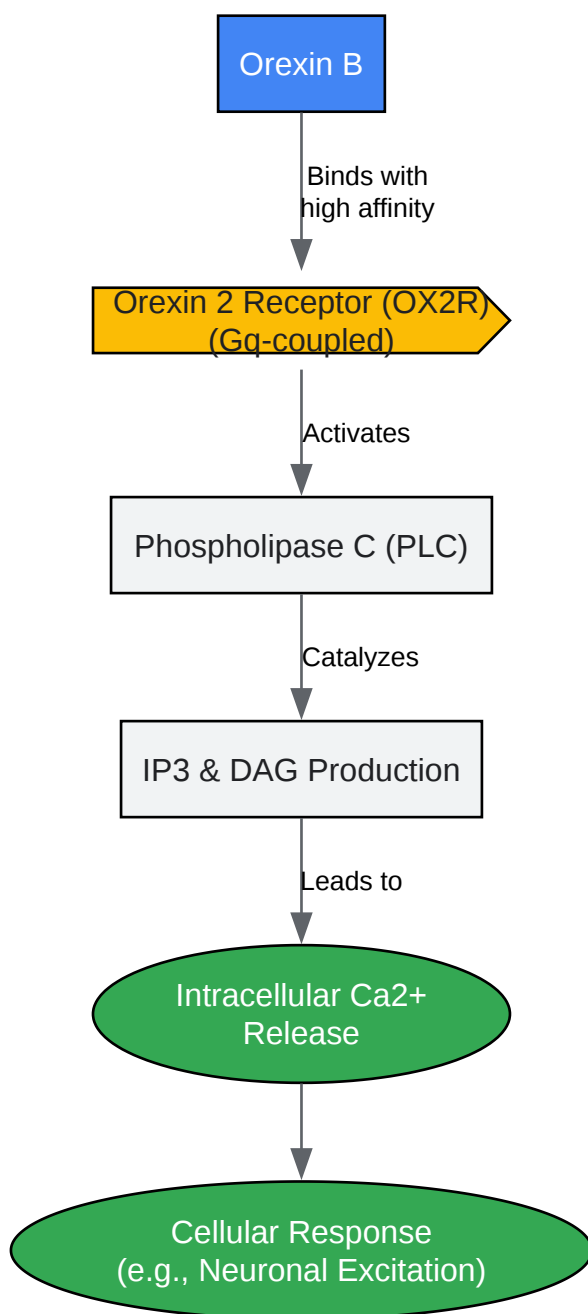 Orexin B
Binds with
high affinity
Orexin 2 Receptor (OX2R)
(Gq-coupled)
Activates
Phospholipase C (PLC)
Catalyzes
IP3 & DAG Production
Leads to
Intracellular Ca2+
Release
Cellular Response
(e.g., Neuronal Excitation)